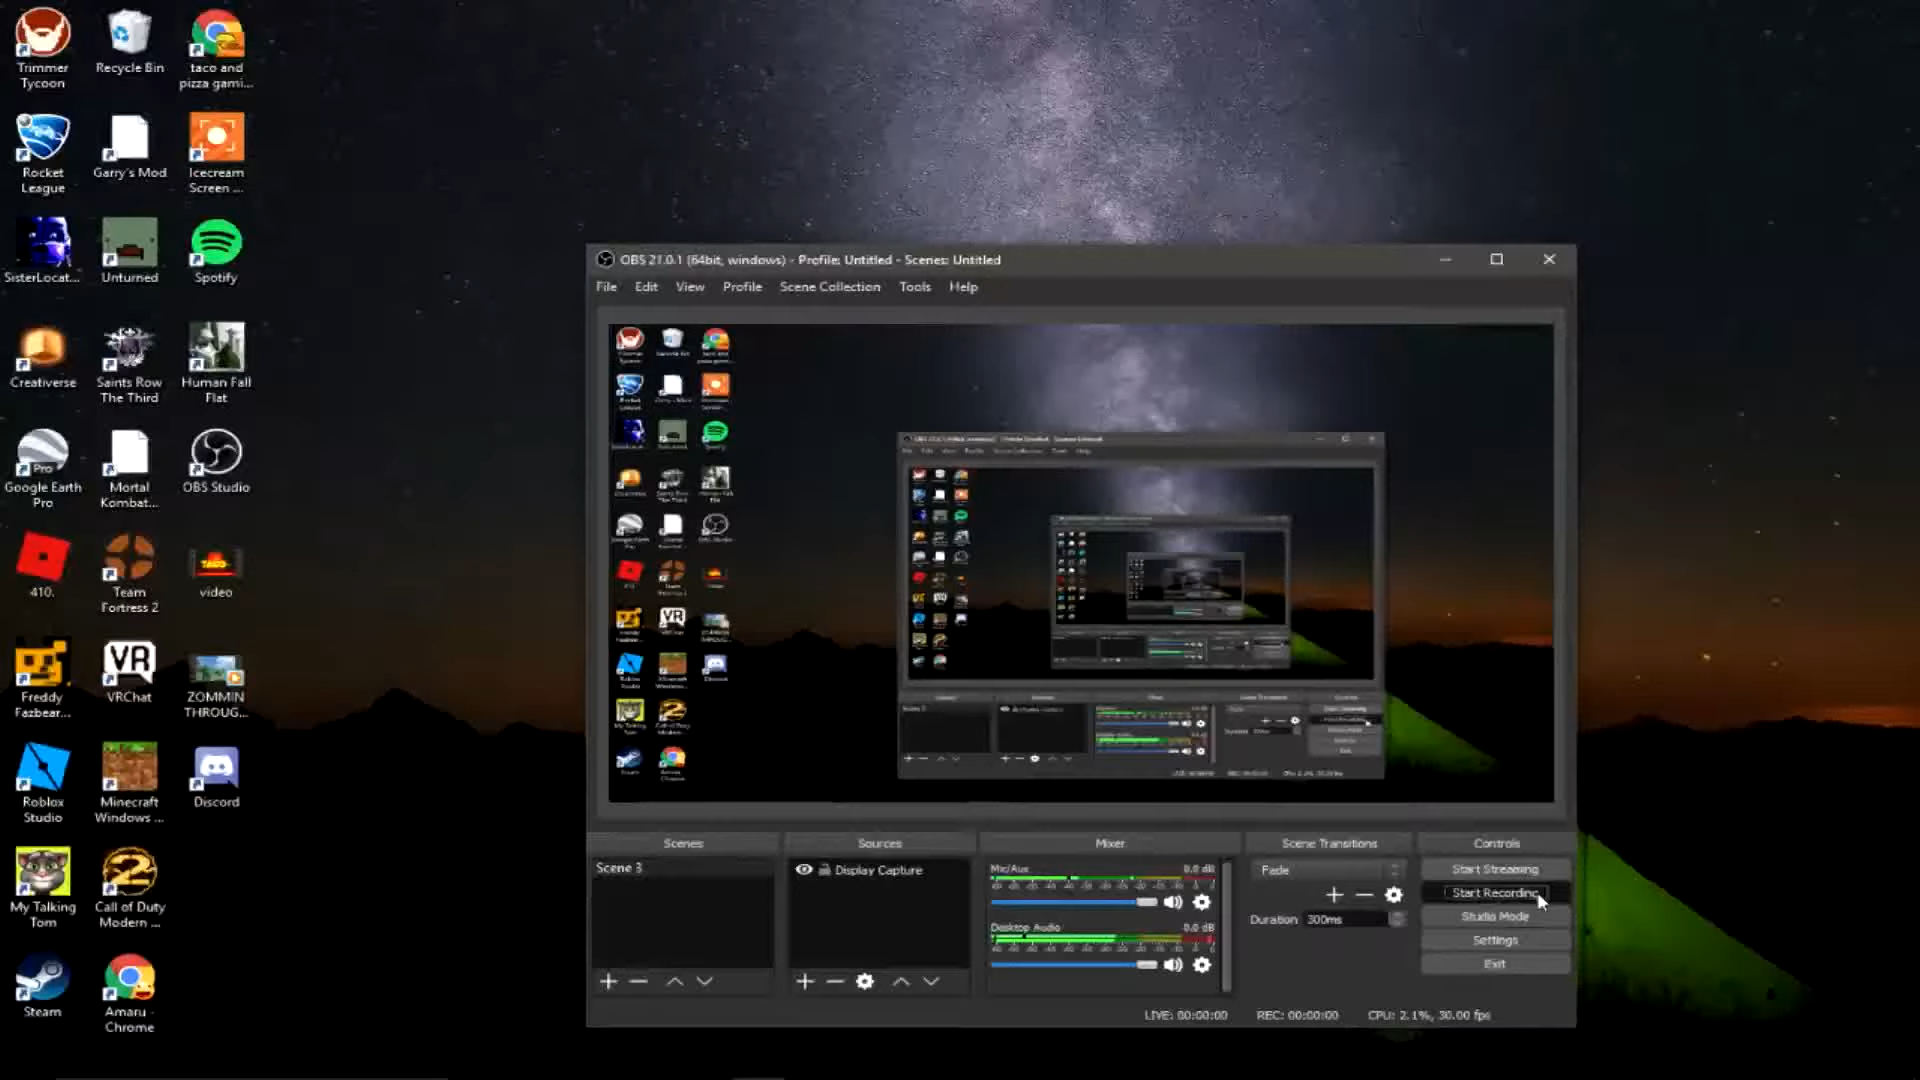 Trimmer
Tycoon
Recycle Bin
taco and
pizza gami...
Rocket
League
Garry's Mod
Icecream
Screen ...
SisterLocat...
Unturned
Spotify
Creativerse
Saints Row
The Third
Human Fall
Flat
Pro
Google Earth
Pro
Mortal
Kombat...
OBS Studio
410.
Team
Fortress 2
TACO
video
Freddy
Fazbear...
VR
VRChat
ZOMMIN
THROUG...
Roblox
Studio
Minecraft
Windows ...
Discord
My Talking
Tom
2
Call of Duty
Modern ...
Steam
Amaru -
Chrome
OBS 21.0.1 (64bit, windows) - Profile: Untitled - Scenes: Untitled
File Edit View Profile Scene Collection Tools Help
Scenes
Scene 3
Sources
Display Capture
Mixer
Mic/Aux 0.0 dB
Desktop Audio 0.0 dB
Scene Transitions
Fade
Duration 300ms
Controls
Start Streaming
Start Recording
Studio Mode
Settings
Exit
LIVE: 00:00:00 REC: 00:00:00 CPU: 2.1%, 30.00 fps